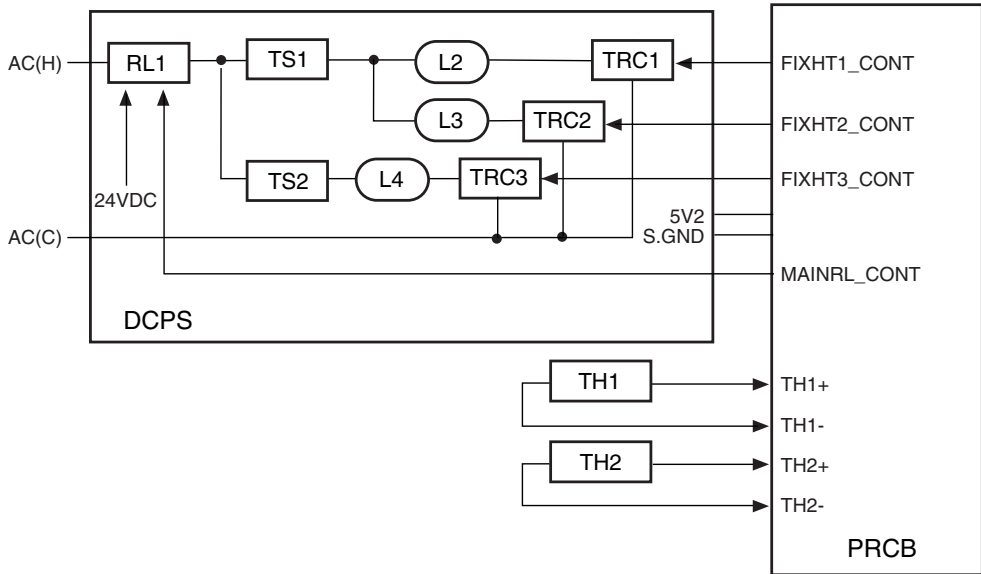 AC(H)
RL1
TS1
L2
TRC1
FIXHT1_CONT
L3
TRC2
FIXHT2_CONT
24VDC
TS2
L4
TRC3
FIXHT3_CONT
5V2
AC(C)
S.GND
MAINRL_CONT
DCPS
TH1
TH1+
TH1-
TH2
TH2+
TH2-
PRCB